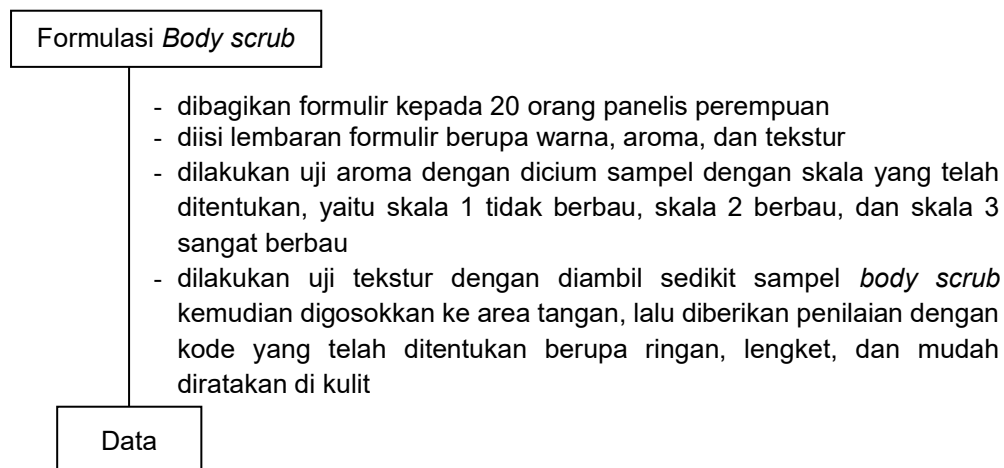 Formulasi Body scrub
- dibagikan formulir kepada 20 orang panelis perempuan
- diisi lembaran formulir berupa warna, aroma, dan tekstur
- dilakukan uji aroma dengan dicium sampel dengan skala yang telah
ditentukan, yaitu skala 1 tidak berbau, skala 2 berbau, dan skala 3
sangat berbau
- dilakukan uji tekstur dengan diambil sedikit sampel body scrub
kemudian digosokkan ke area tangan, lalu diberikan penilaian dengan
kode yang telah ditentukan berupa ringan, lengket, dan mudah
diratakan di kulit
Data